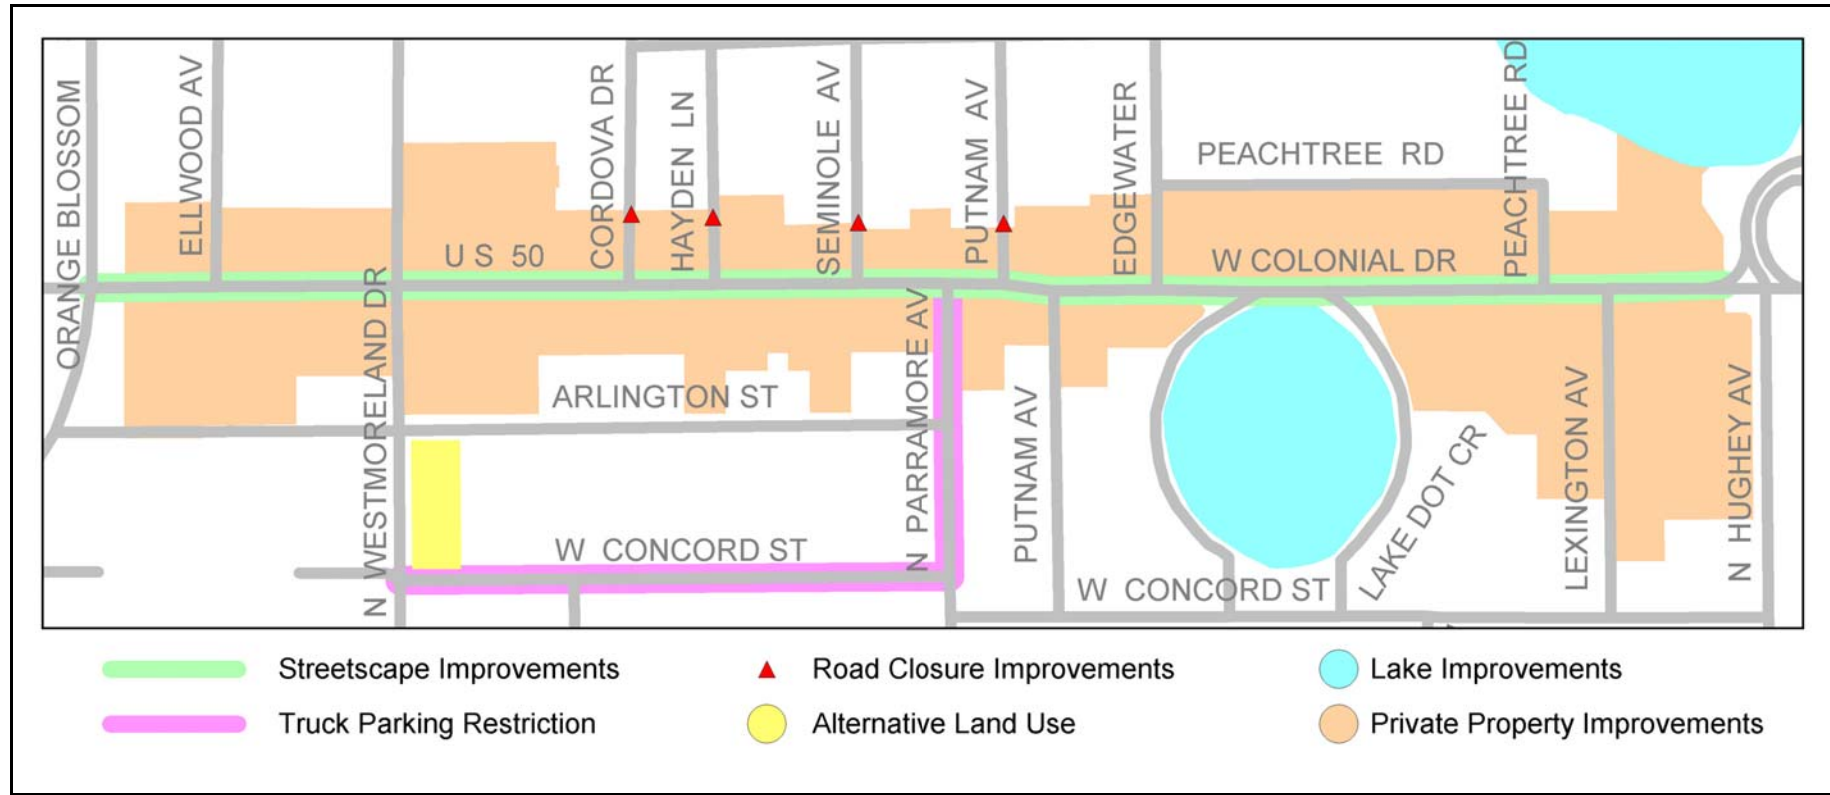 ORANGE BLOSSOM
ELLWOOD AV
N WESTMORELAND DR
CORDOVA DR
HAYDEN LN
SEMINOLE AV
PUTNAM AV
EDGEWATER
PEACHTREE RD
PEACHTREE RD
U S 50
W COLONIAL DR
ARLINGTON ST
N PARRAMORE AV
PUTNAM AV
LAKE DOT CR
LEXINGTON AV
N HUGHEY AV
W CONCORD ST
W CONCORD ST
Streetscape Improvements
Road Closure Improvements
Lake Improvements
Truck Parking Restriction
Alternative Land Use
Private Property Improvements